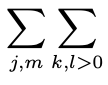 ∑ ∑
j,m k,l>0